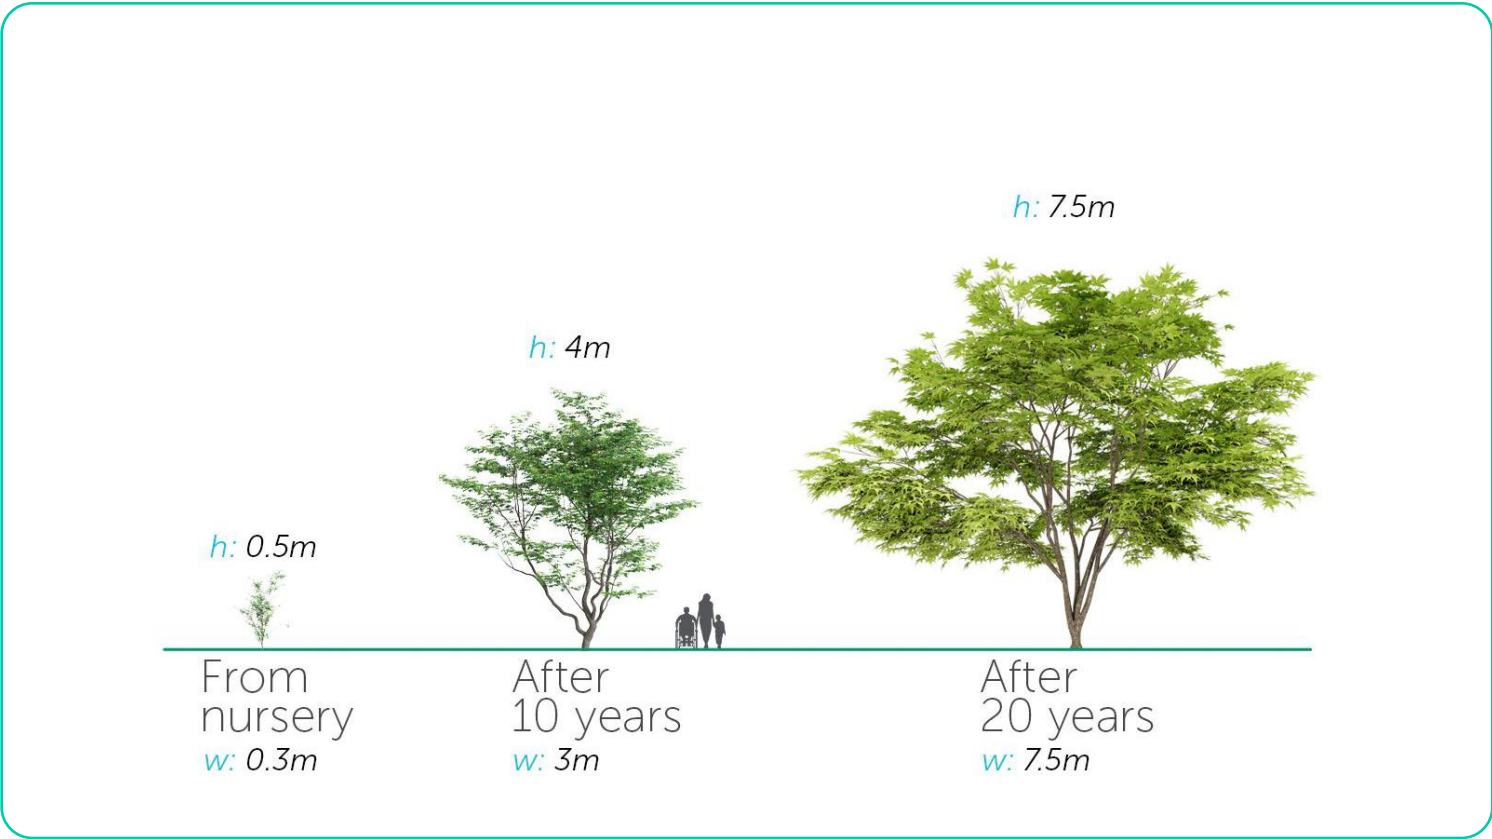 h: 0.5m
From
nursery
w: 0.3m
h: 4m
After
10 years
w: 3m
h: 7.5m
After
20 years
w: 7.5m